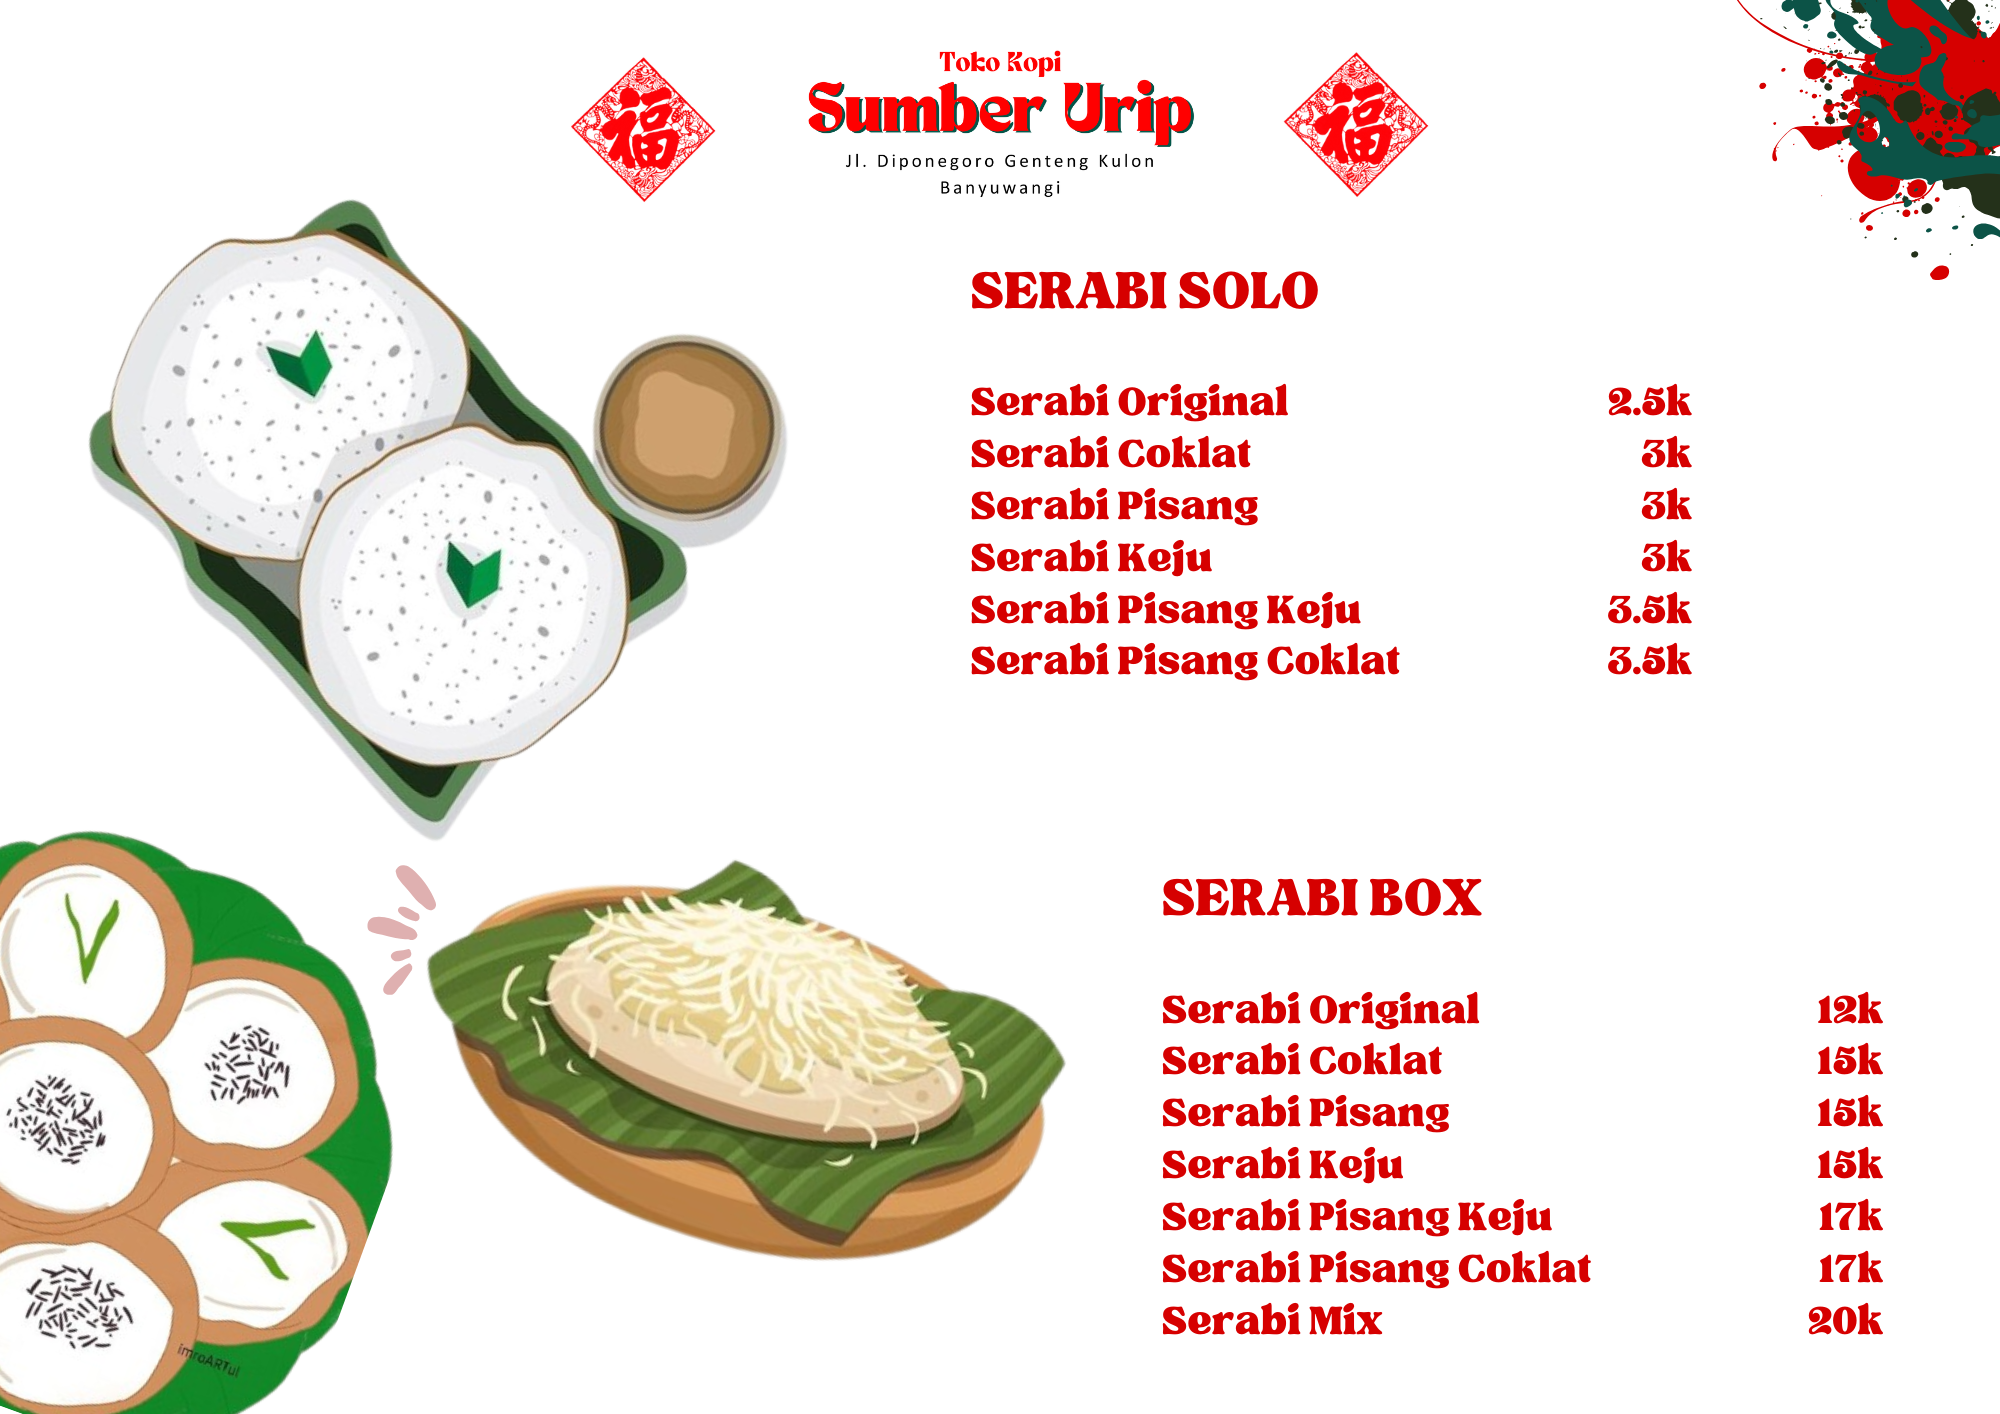 Toko Kopi
Sumber Urip
Jl. Diponegoro Genteng Kulon
Banyuwangi
福
福
SERABI SOLO
Serabi Original 2.5k
Serabi Coklat 3k
Serabi Pisang 3k
Serabi Keju 3k
Serabi Pisang Keju 3.5k
Serabi Pisang Coklat 3.5k
SERABI BOX
Serabi Original 12k
Serabi Coklat 15k
Serabi Pisang 15k
Serabi Keju 15k
Serabi Pisang Keju 17k
Serabi Pisang Coklat 17k
Serabi Mix 20k
imroARTul